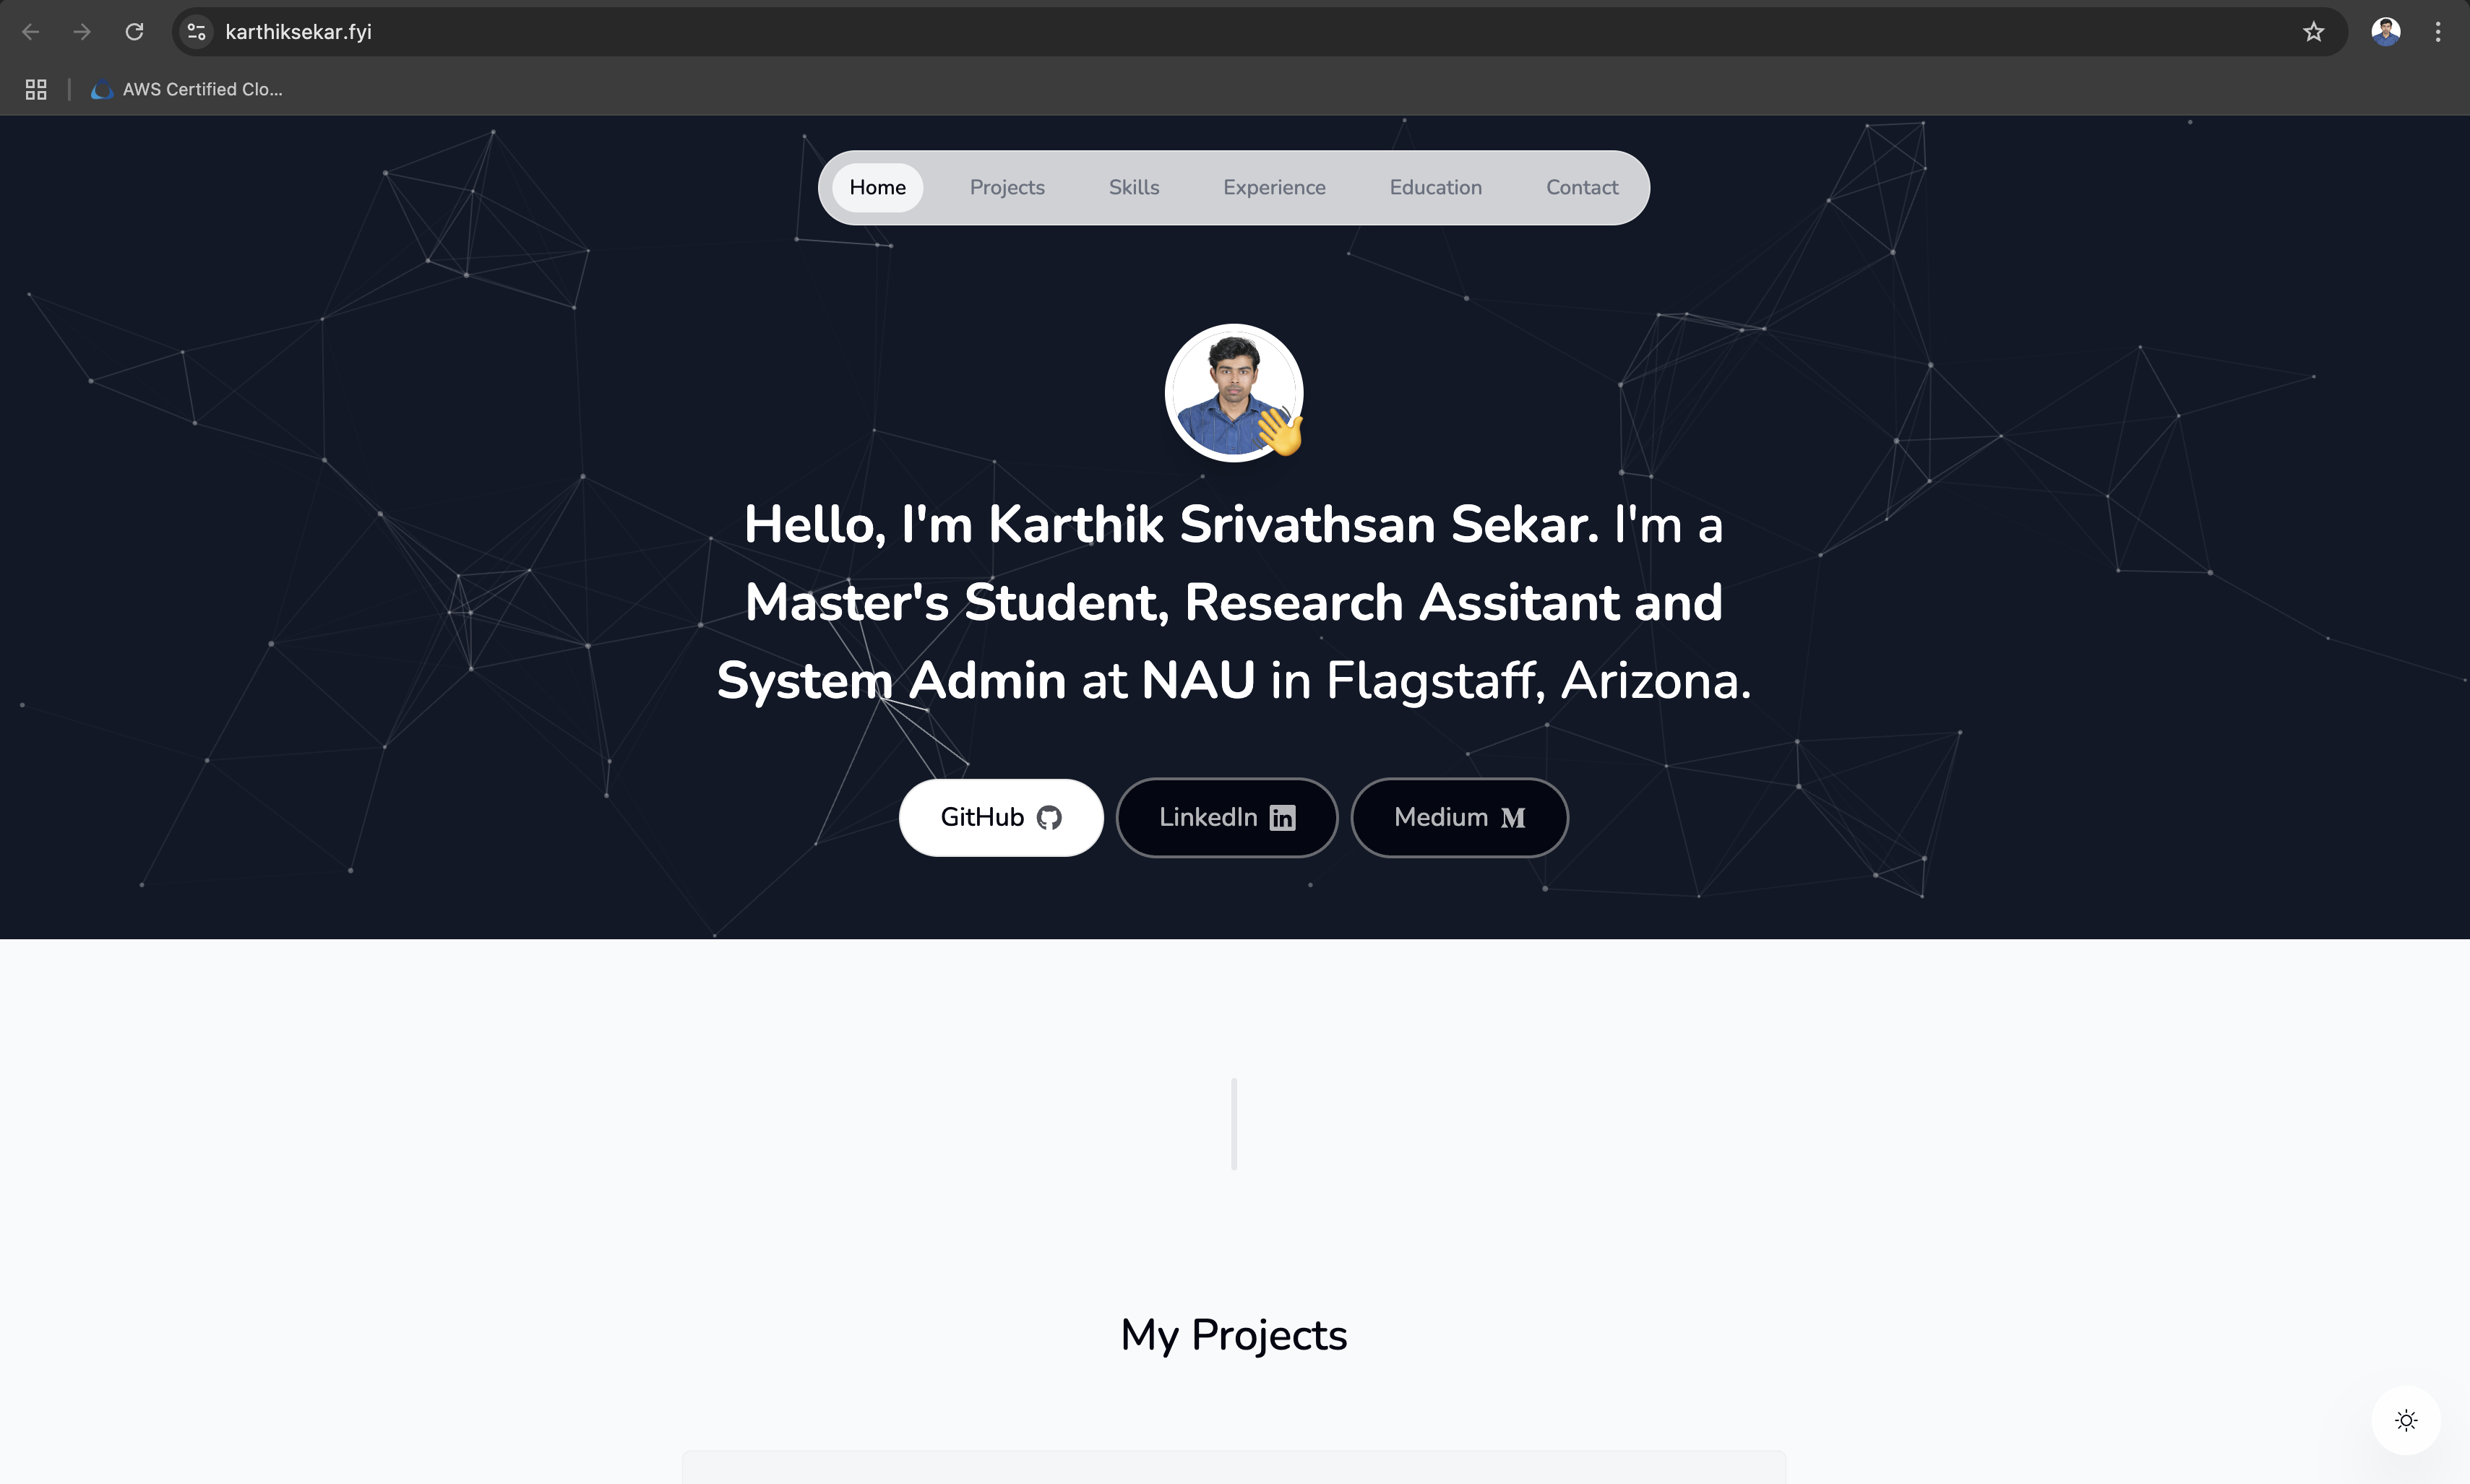 karthiksekar.fyi
AWS Certified Clo...
Home Projects Skills Experience Education Contact
Hello, I'm Karthik Srivathsan Sekar. I'm a
Master's Student, Research Assitant and
System Admin at NAU in Flagstaff, Arizona.
GitHub LinkedIn in Medium M
My Projects